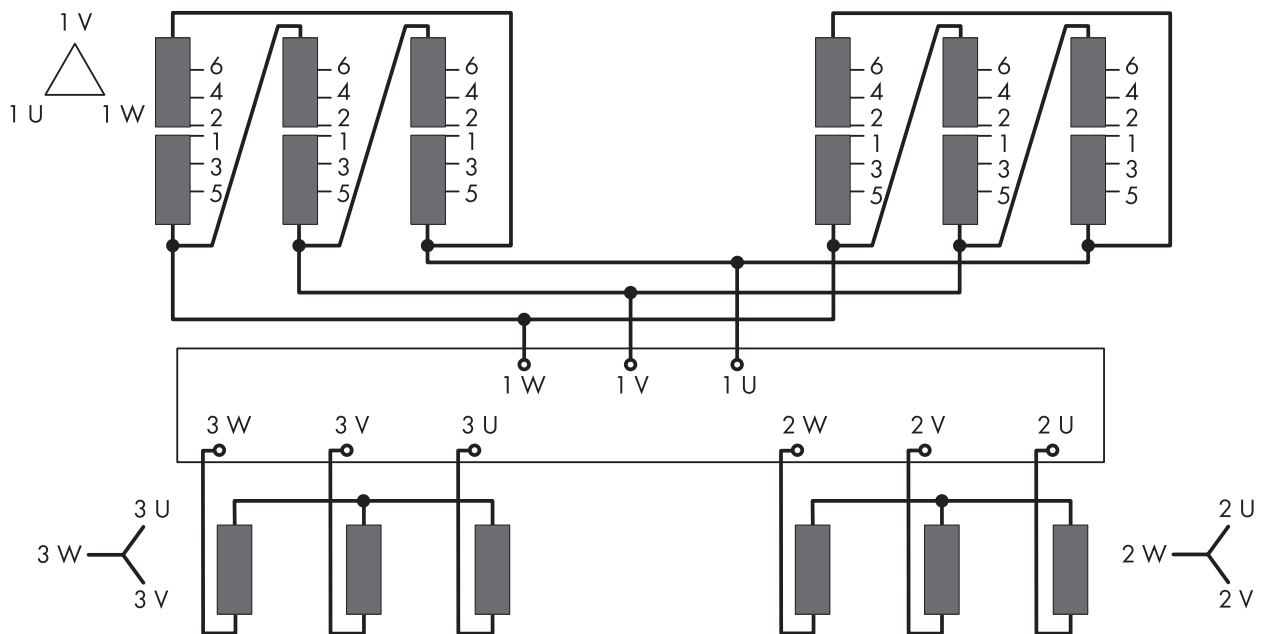 1 V
1 U
1 W
6 6 6 6 6 6
4 4 4 4 4 4
2 2 2 2 2 2
1 1 1 1 1 1
3 3 3 3 3 3
5 5 5 5 5 5
1 W 1 V 1 U
3 W 3 V 3 U 2 W 2 V 2 U
3 U
3 W
3 V
2 U
2 W
2 V